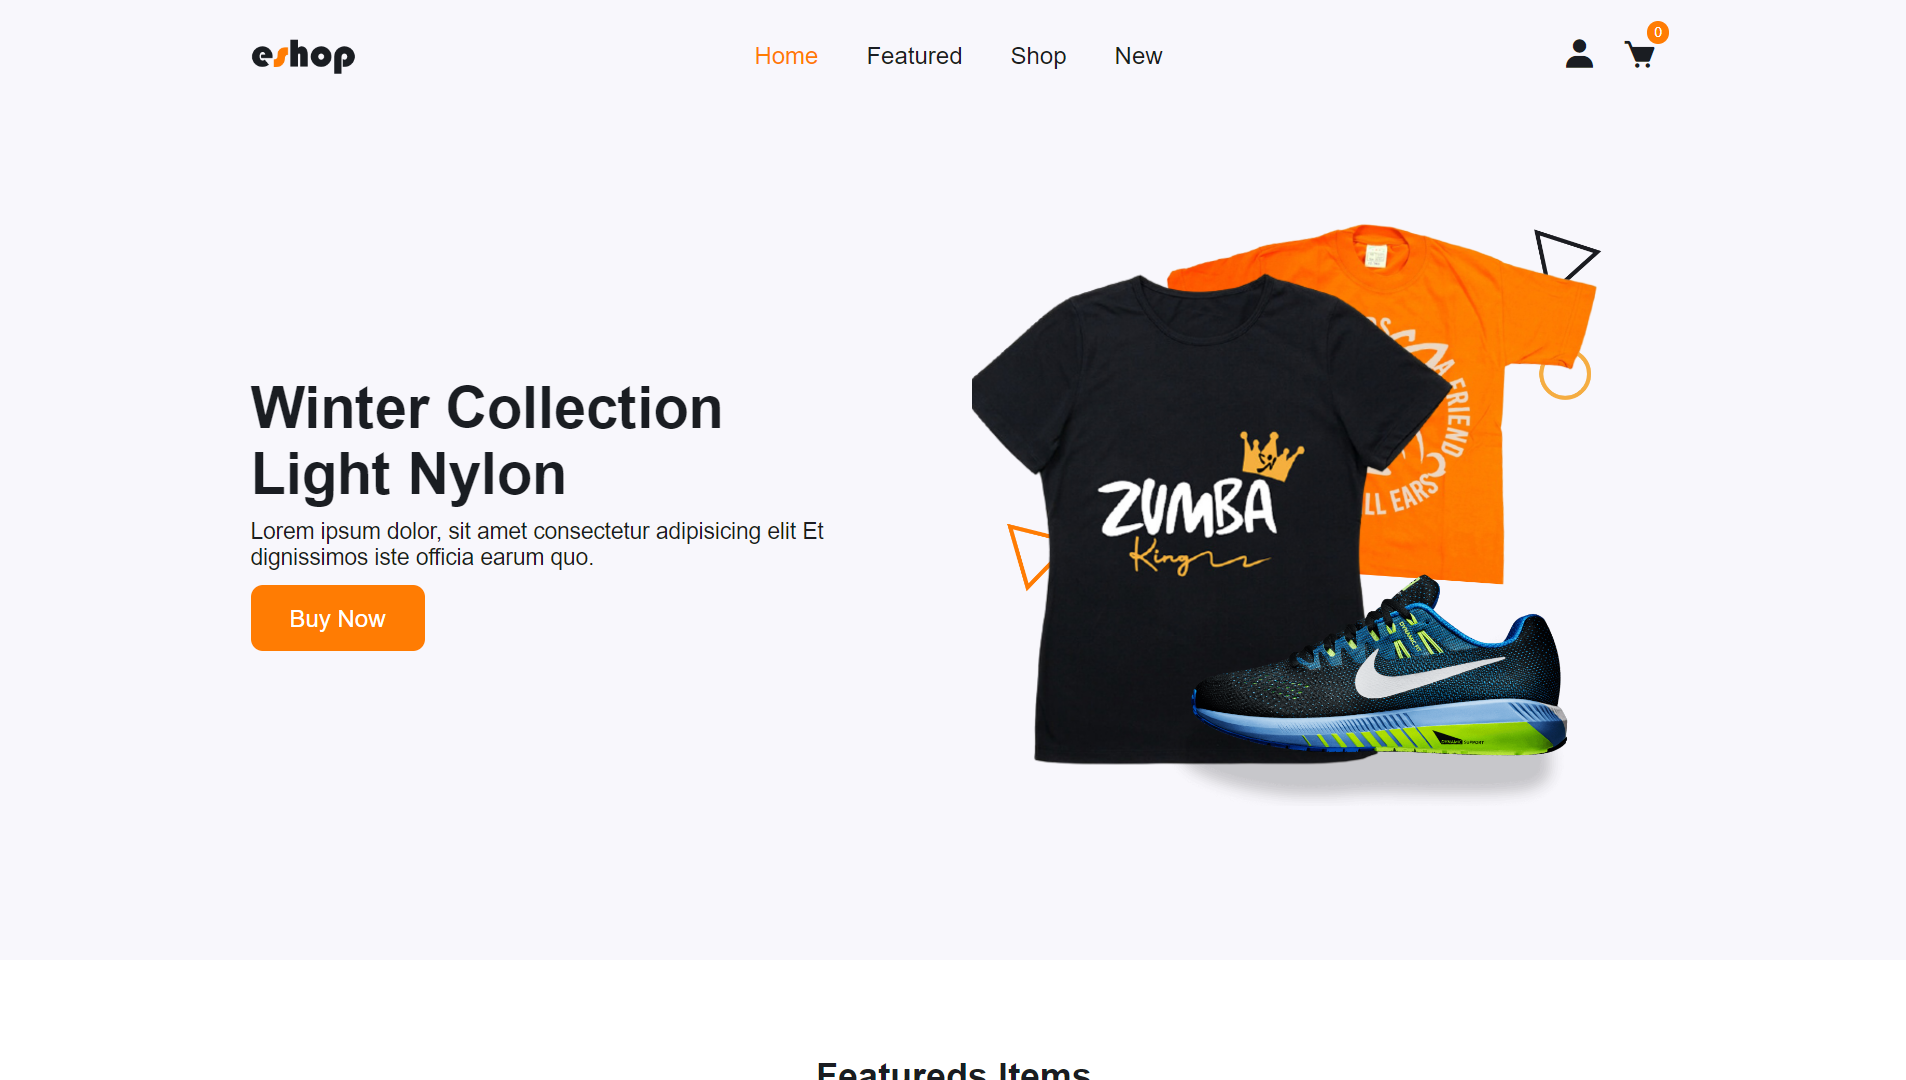 eshop
Home
Featured
Shop
New
0
Winter Collection
Light Nylon
Lorem ipsum dolor, sit amet consectetur adipisicing elit Et
dignissimos iste officia earum quo.
Buy Now
A FRIEND
LL EARS
ZUMBA
King
Featureds Items